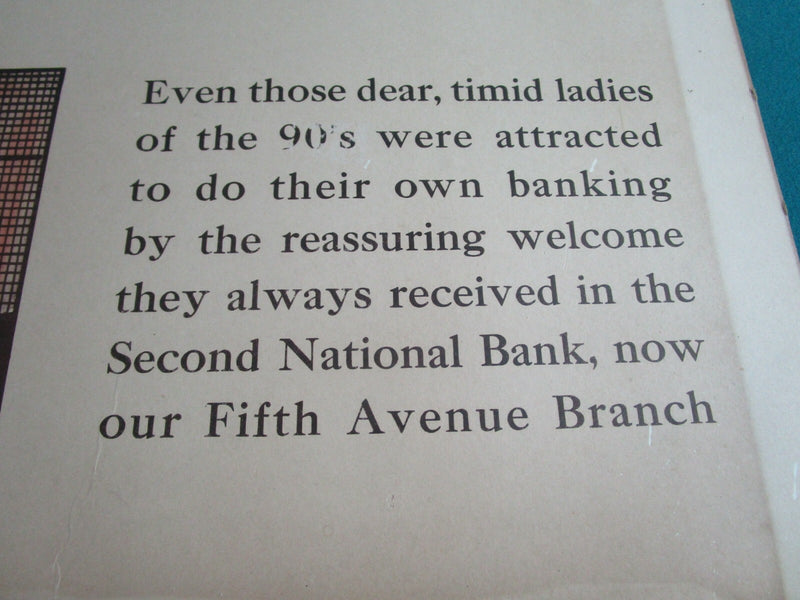 Even those dear, timid ladies
of the 90's were attracted
to do their own banking
by the reassuring welcome
they always received in the
Second National Bank, now
our Fifth Avenue Branch